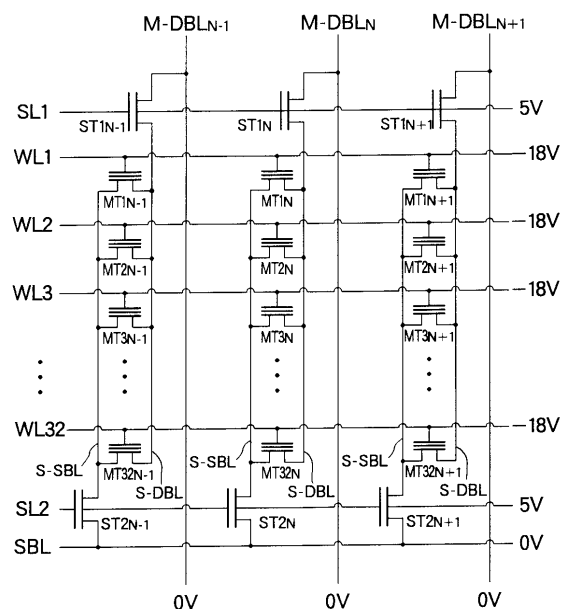 M-DBLN-1 M-DBLN M-DBLN+1
SL1 ST1N-1 ST1N ST1N+1 5V
WL1 -18V
MT1N-1 MT1N MT1N+1
WL2 -18V
MT2N-1 MT2N MT2N+1
WL3 -18V
MT3N-1 MT3N MT3N+1
WL32 -18V
S-SBL MT32N-1 S-DBL S-SBL MT32N S-DBL S-SBL MT32N+1 S-DBL
SL2 ST2N-1 ST2N ST2N+1 5V
SBL 0V
0V 0V 0V